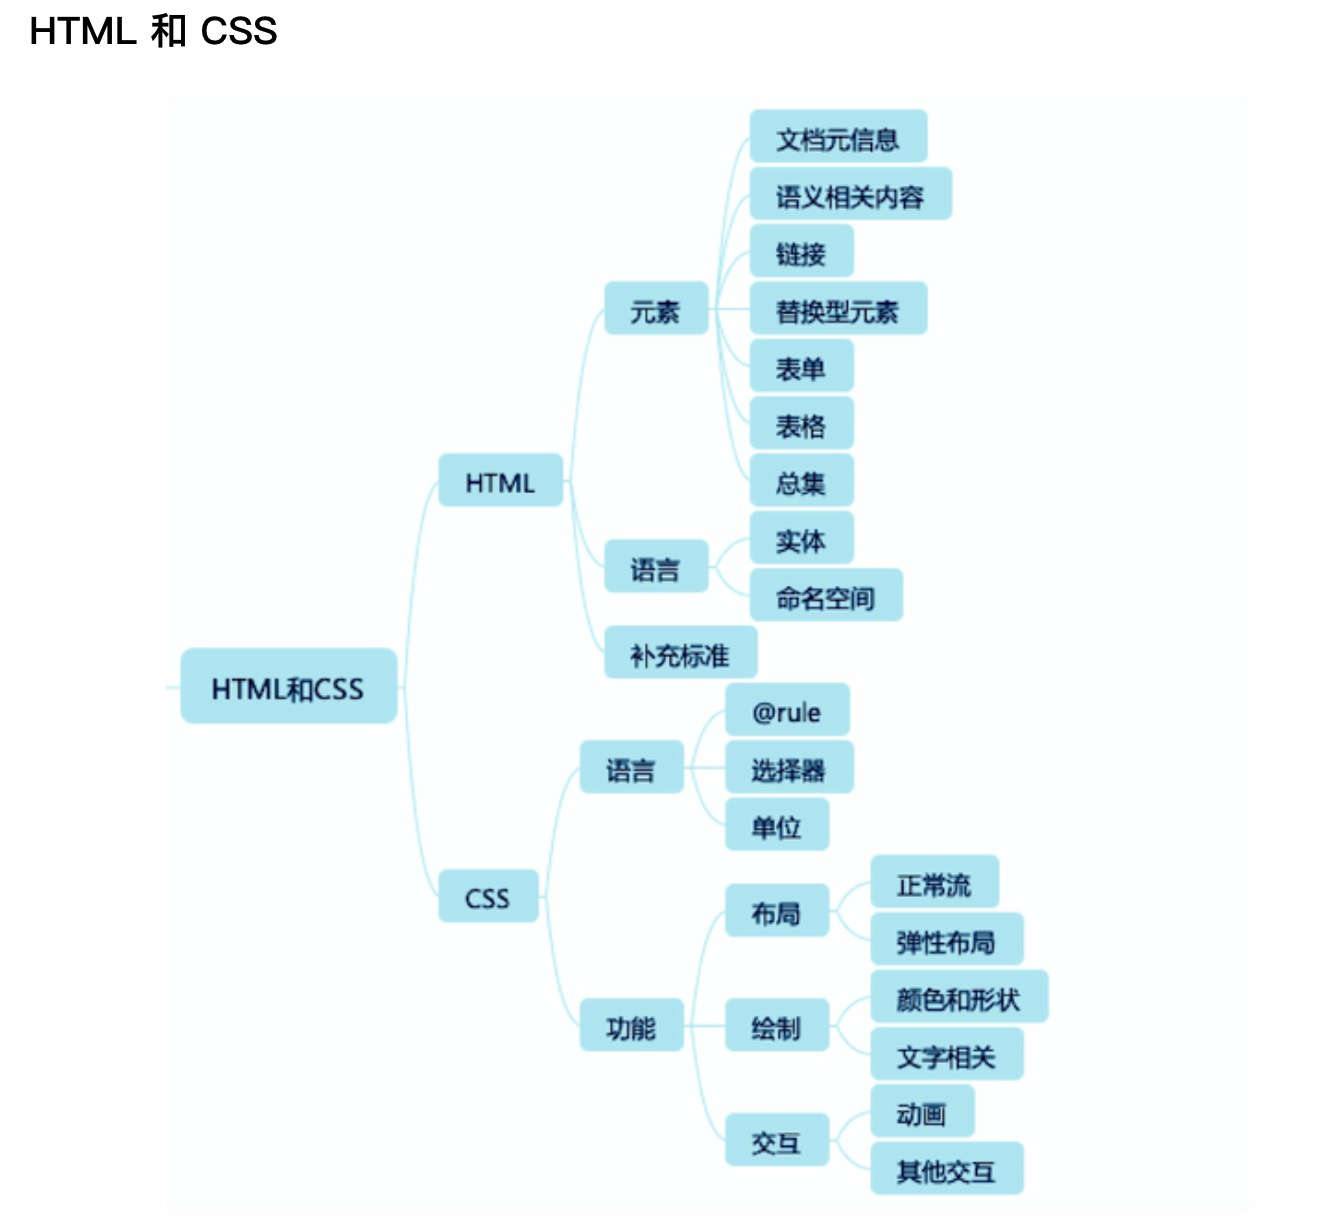 HTML 和 CSS
文档元信息
语义相关内容
链接
元素
替换型元素
表单
表格
HTML
总集
实体
语言
命名空间
补充标准
HTML和CSS
@rule
语言
选择器
单位
CSS
正常流
布局
弹性布局
颜色和形状
功能
绘制
文字相关
动画
交互
其他交互